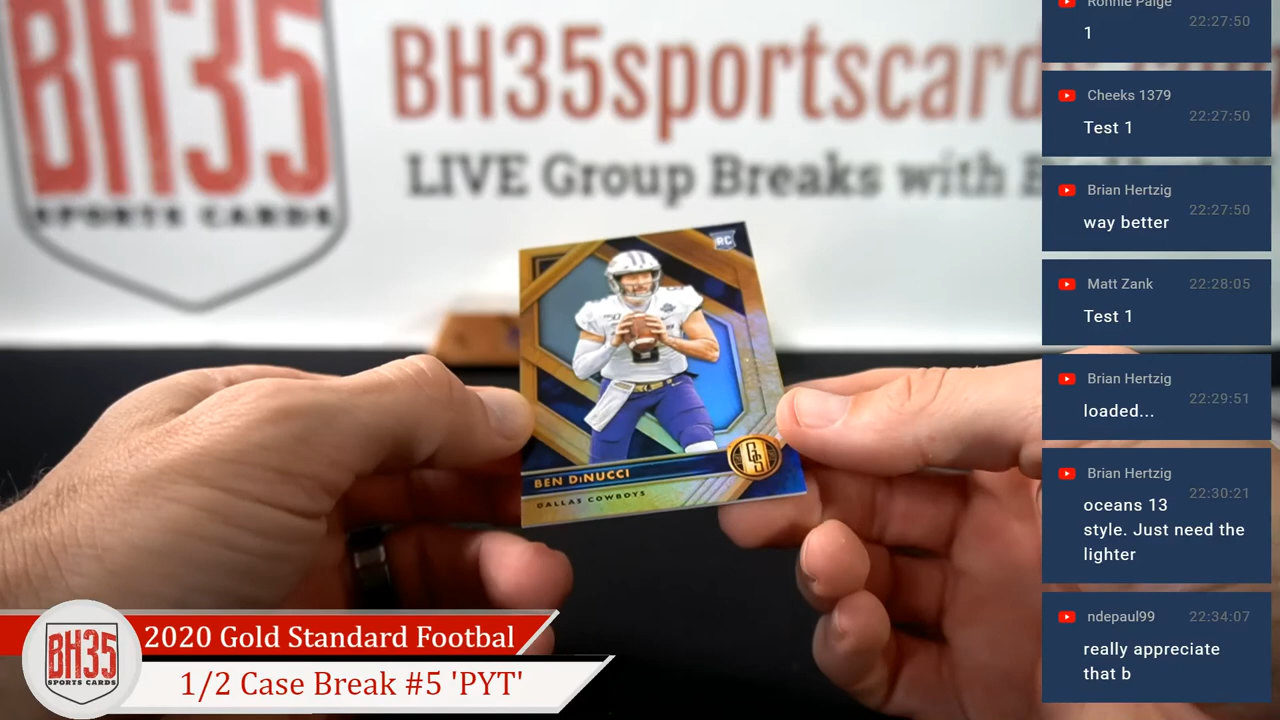 BH35
SPORTS CARDS
BH35sportscard
LIVE Group Breaks with
RC
BEN DiNUCCI
DALLAS COWBOYS
GS
BH35
SPORTS CARDS
2020 Gold Standard Footbal
1/2 Case Break #5 'PYT'
Ronnie Paige
22:27:50
1
Cheeks 1379
22:27:50
Test 1
Brian Hertzig
22:27:50
way better
Matt Zank
22:28:05
Test 1
Brian Hertzig
22:29:51
loaded...
Brian Hertzig
22:30:21
oceans 13
style. Just need the
lighter
ndepaul99
22:34:07
really appreciate
that b